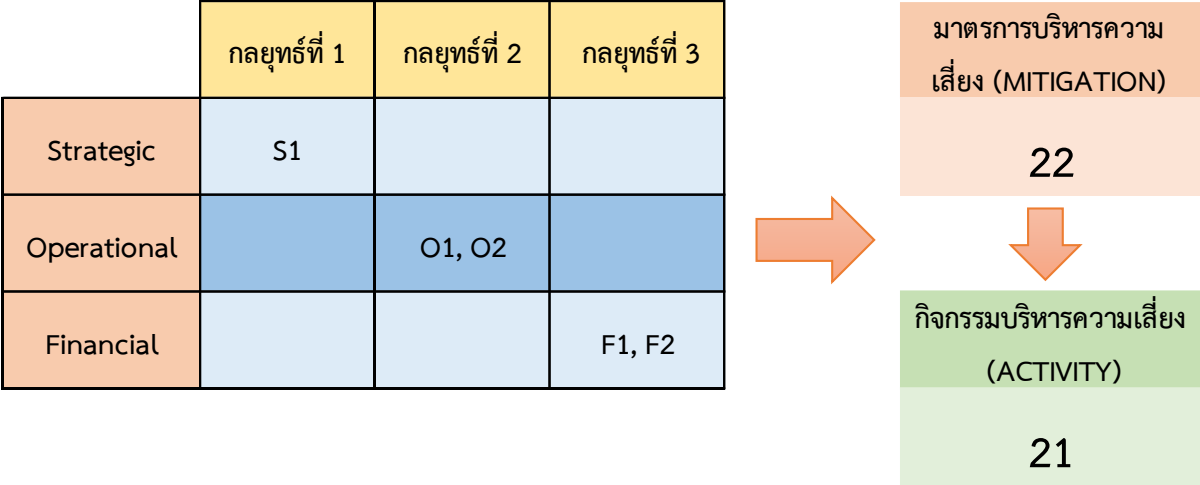 กลยุทธ์ที่ 1 กลยุทธ์ที่ 2 กลยุทธ์ที่ 3
Strategic S1
Operational O1, O2
Financial F1, F2
มาตรการบริหารความ
เสี่ยง (MITIGATION)
22
กิจกรรมบริหารความเสี่ยง
(ACTIVITY)
21